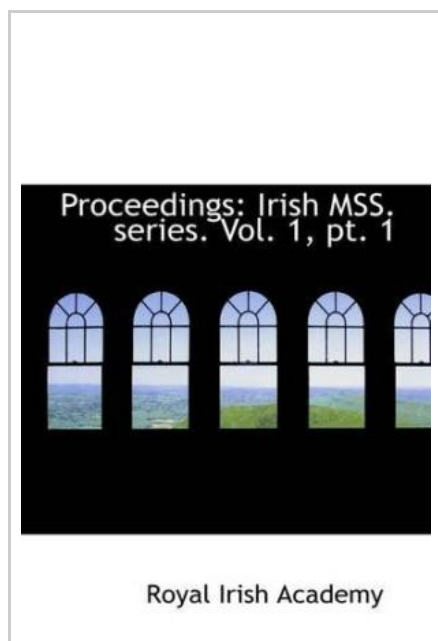 Proceedings: Irish MSS.
series. Vol. 1, pt. 1
Royal Irish Academy